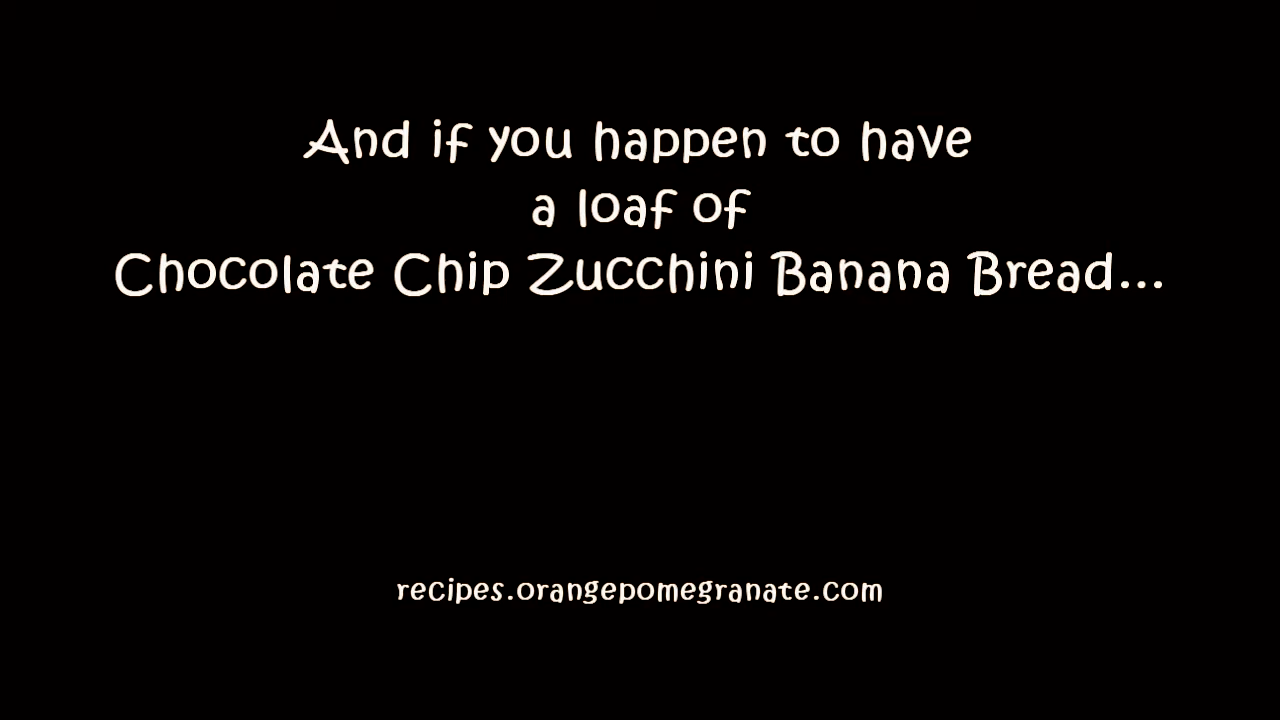 And if you happen to have
a loaf of
Chocolate Chip Zucchini Banana Bread...
recipes.orangepomegranate.com